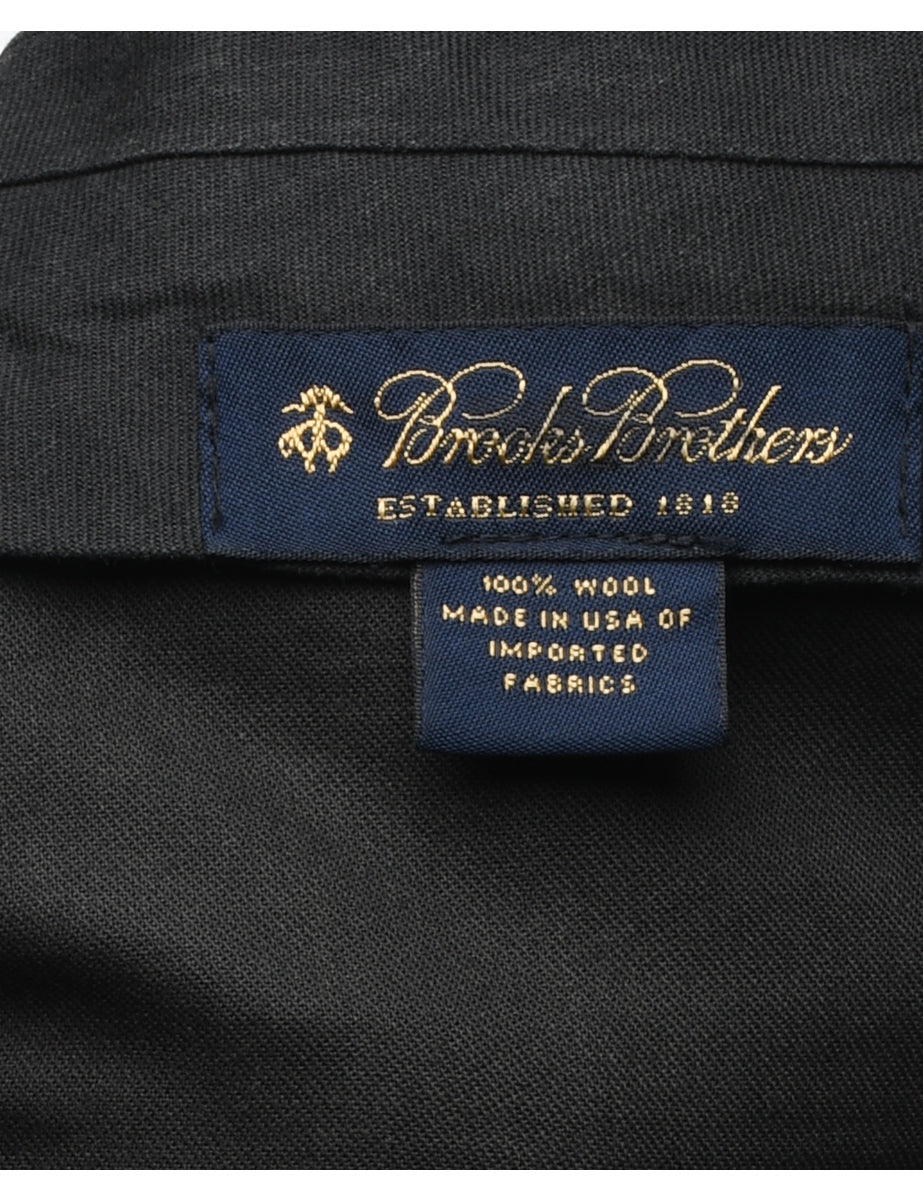 Brooks Brothers
ESTABLISHED 1818
100% WOOL
MADE IN USA OF
IMPORTED
FABRICS